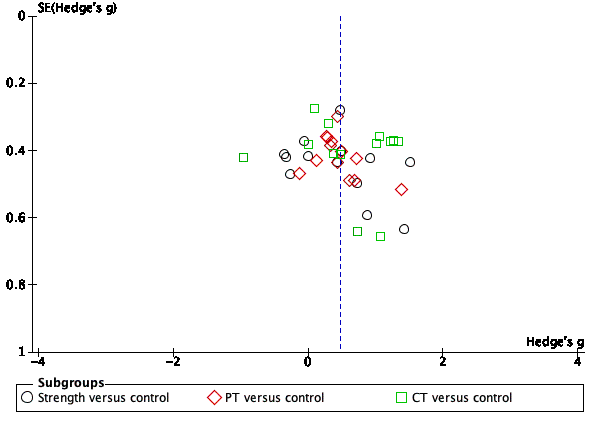 SE(Hedge's g)
0
0.2
0.4
0.6
0.8
1
-4
-2
0
2
4
Hedge's g
Subgroups
Strength versus control
PT versus control
CT versus control